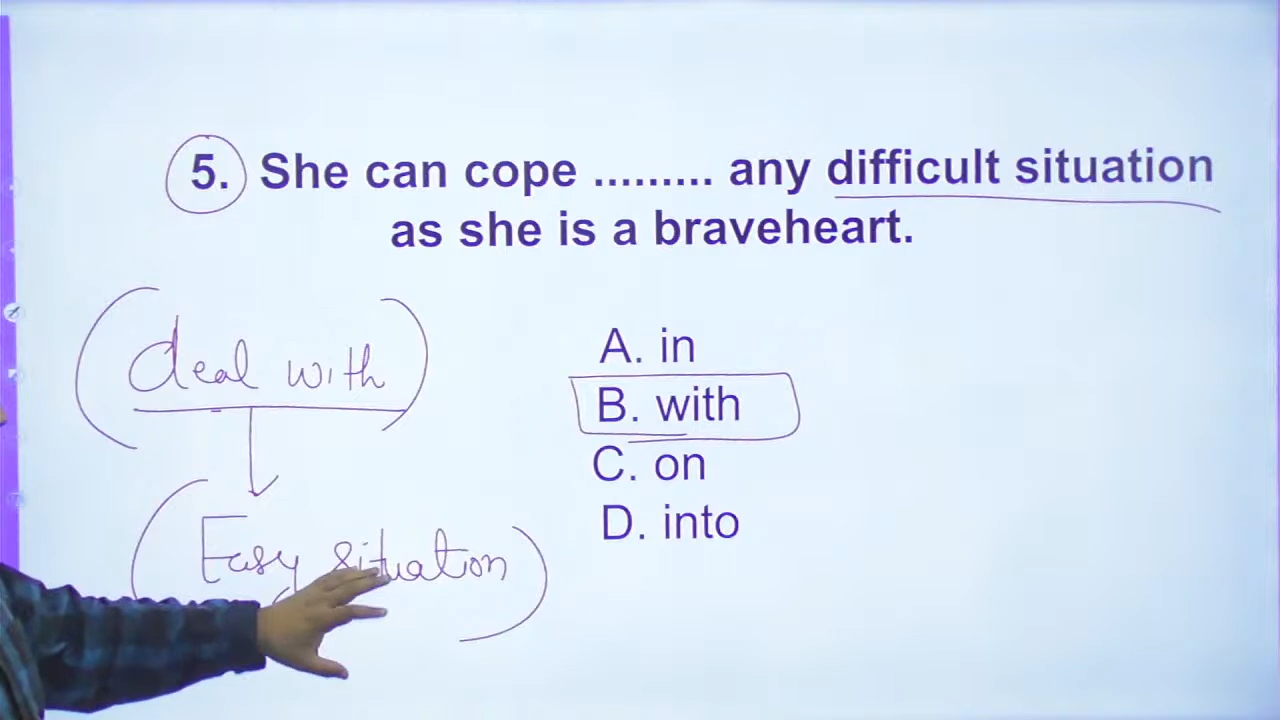 5. She can cope ......... any difficult situation
as she is a braveheart.
deal with
Easy situation
A. in
B. with
C. on
D. into